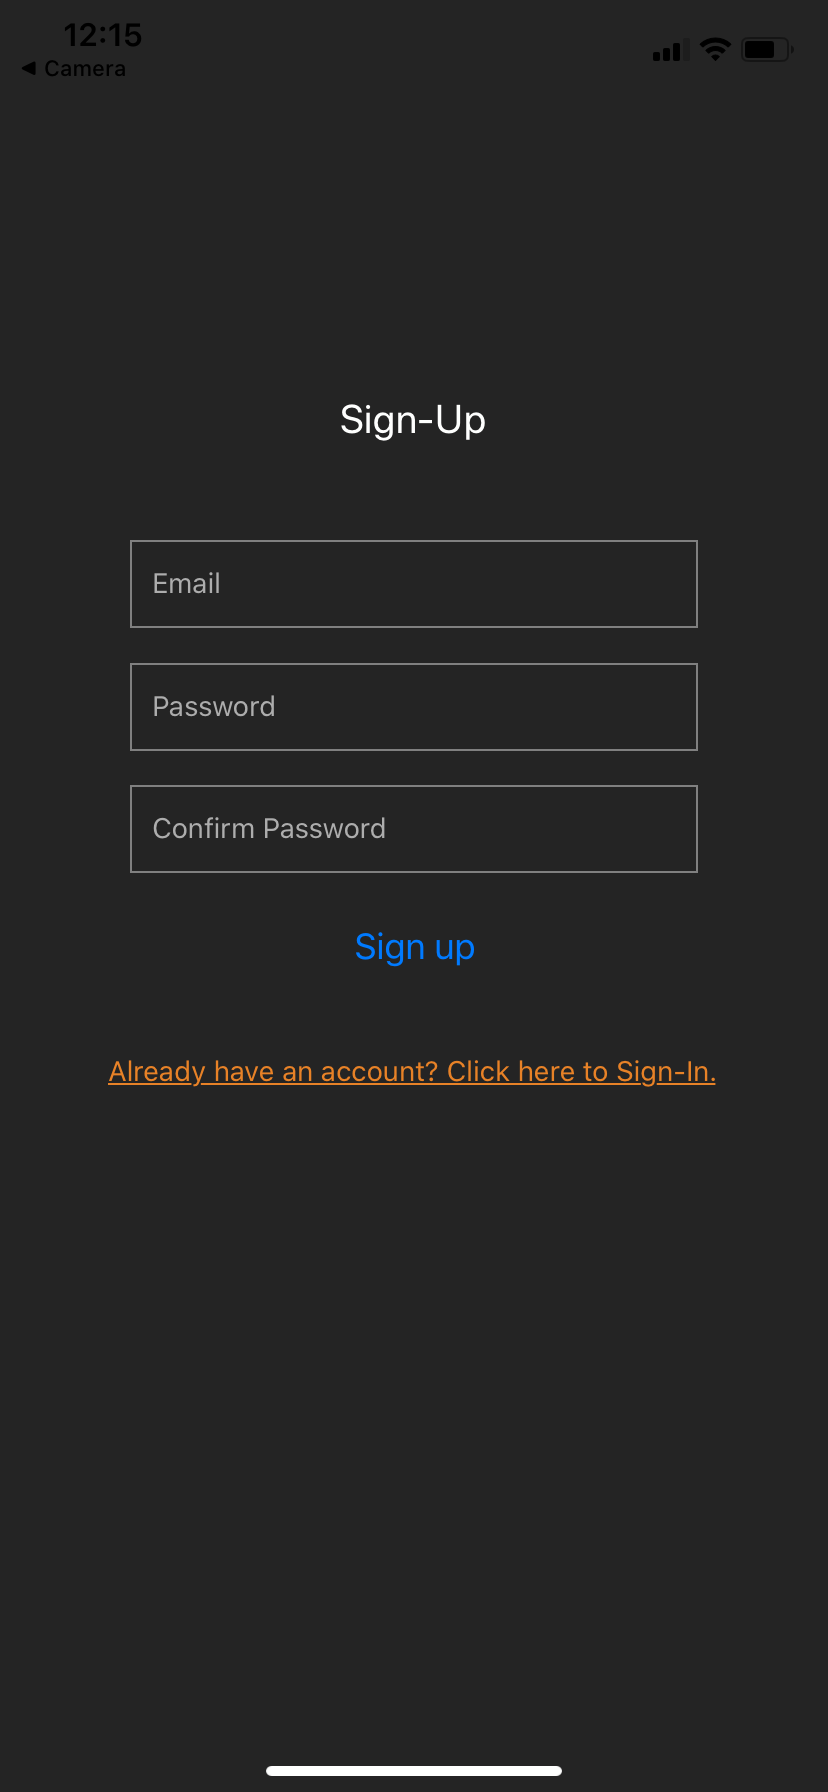 12:15
◀ Camera
Sign-Up
Email
Password
Confirm Password
Sign up
Already have an account? Click here to Sign-In.